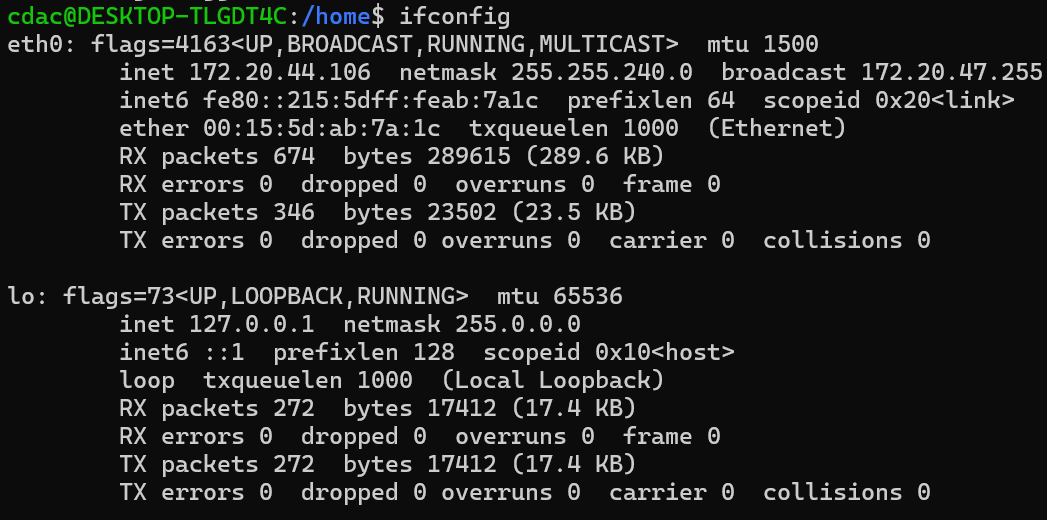 cdac@DESKTOP-TLGDT4C:/home$ ifconfig
eth0: flags=4163<UP,BROADCAST,RUNNING,MULTICAST>  mtu 1500
        inet 172.20.44.106  netmask 255.255.240.0  broadcast 172.20.47.255
        inet6 fe80::215:5dff:feab:7a1c  prefixlen 64  scopeid 0x20<link>
        ether 00:15:5d:ab:7a:1c  txqueuelen 1000  (Ethernet)
        RX packets 674  bytes 289615 (289.6 KB)
        RX errors 0  dropped 0  overruns 0  frame 0
        TX packets 346  bytes 23502 (23.5 KB)
        TX errors 0  dropped 0 overruns 0  carrier 0  collisions 0

lo: flags=73<UP,LOOPBACK,RUNNING>  mtu 65536
        inet 127.0.0.1  netmask 255.0.0.0
        inet6 ::1  prefixlen 128  scopeid 0x10<host>
        loop  txqueuelen 1000  (Local Loopback)
        RX packets 272  bytes 17412 (17.4 KB)
        RX errors 0  dropped 0  overruns 0  frame 0
        TX packets 272  bytes 17412 (17.4 KB)
        TX errors 0  dropped 0 overruns 0  carrier 0  collisions 0